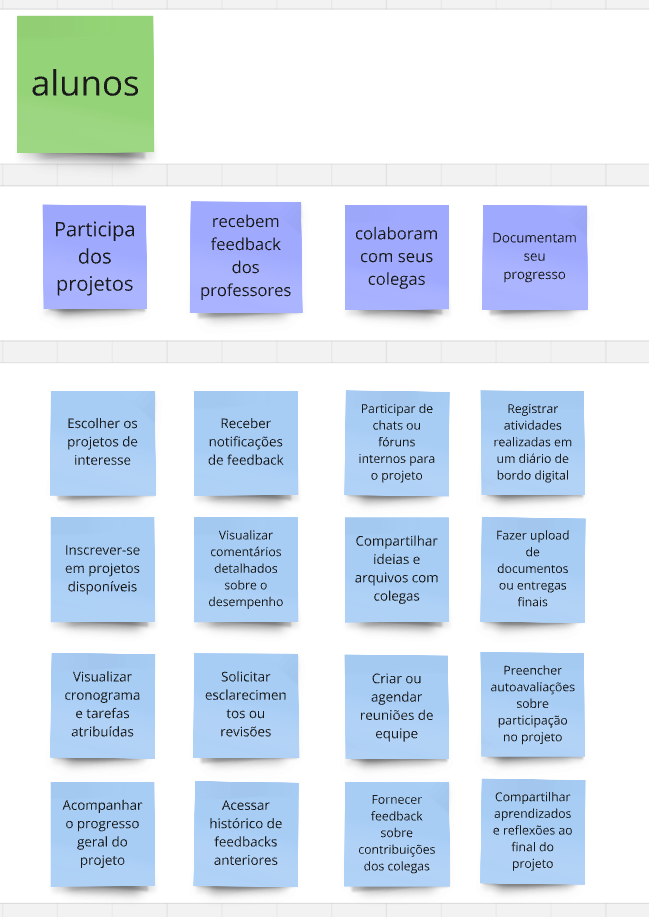 alunos
Participa
dos
projetos
recebem
feedback
dos
professores
colaboram
com seus
colegas
Documentam
seu
progresso
Escolher os
projetos de
interesse
Receber
notificações
de feedback
Participar de
chats ou
fóruns
internos para
o projeto
Registrar
atividades
realizadas em
um diário de
bordo digital
Inscrever-se
em projetos
disponíveis
Visualizar
comentários
detalhados
sobre o
desempenho
Compartilhar
ideias e
arquivos com
colegas
Fazer upload
de
documentos
ou entregas
finais
Visualizar
cronograma
e tarefas
atribuídas
Solicitar
esclarecimen
tos ou
revisões
Criar ou
agendar
reuniões de
equipe
Preencher
autoavaliações
sobre
participação
no projeto
Acompanhar
o progresso
geral do
projeto
Acessar
histórico de
feedbacks
anteriores
Fornecer
feedback
sobre
contribuições
dos colegas
Compartilhar
aprendizados
e reflexões ao
final do
projeto